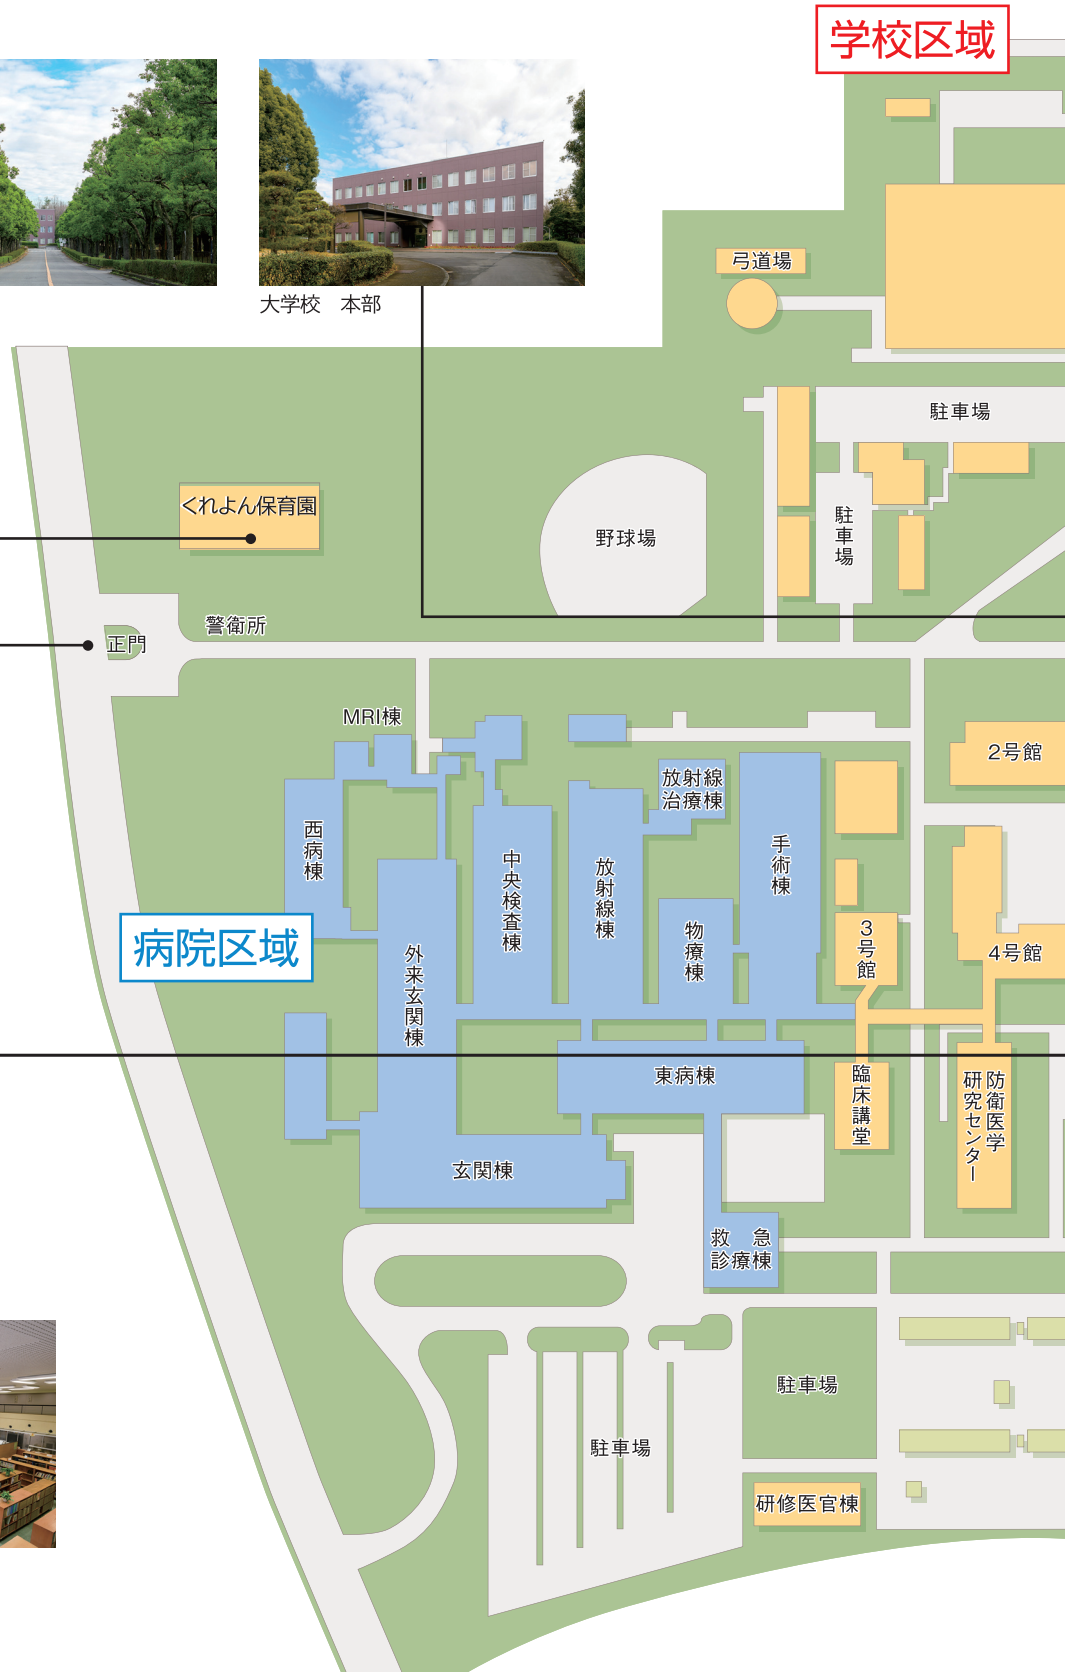 学校区域
大学校　本部
弓道場
駐車場
くれよん保育園
駐車場
野球場
警衛所
正門
MRI棟
2号館
放射線
治療棟
西病棟
中央検査棟
放射線棟
手術棟
物療棟
3号館
4号館
病院区域
外来玄関棟
東病棟
臨床講堂
防衛医学
研究センター
玄関棟
救　急
診療棟
駐車場
駐車場
研修医官棟